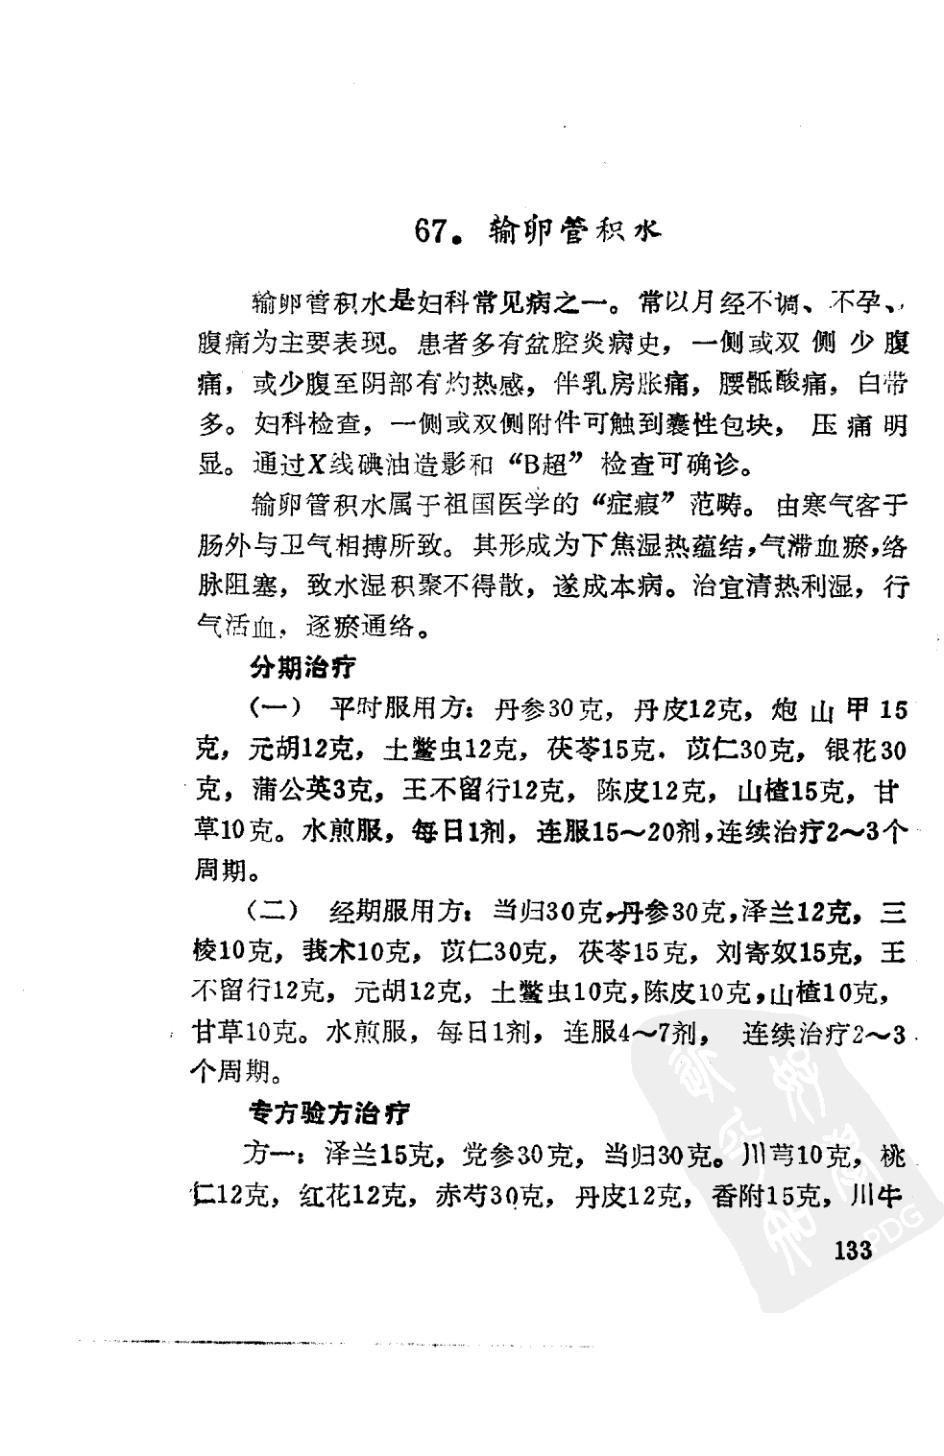 67。输卵管积水
输卵管积水是妇科常见病之一。常以月经不调、不孕、
腹痛为主要表现。患者多有盆腔炎病史，一侧或双侧少腹
痛，或少腹至阴部有灼热感，伴乳房胀痛，腰骶酸痛，白带
多。妇科检查，一侧或双侧附件可触到囊性包块，压痛明
显。通过X线碘油造影和“B超”检查可确诊。
输卵管积水属于祖国医学的“症瘕”范畴。由寒气客于
肠外与卫气相搏所致。其形成为下焦湿热蕴结，气滞血瘀，络
脉阻塞，致水湿积聚不得散，遂成本病。治宜清热利湿，行
气活血，逐瘀通络。
分期治疗
（一）平时服用方：丹参30克，丹皮12克，炮山甲15
克，元胡12克，土鳖虫12克，茯苓15克．苡仁30克，银花30
克，蒲公英3克，王不留行12克，陈皮12克，山楂15克，甘
草10克。水煎服，每日1剂，连服15～20剂，连续治疗2～3个
周期。
（二）经期服用方：当归30克，丹参30克，泽兰12克，三
棱10克，莪术10克，苡仁30克，茯苓15克，刘寄奴15克，王
不留行12克，元胡12克，土鳖虫10克，陈皮10克，山楂10克，
甘草10克。水煎服，每日1剂，连服4～7剂，连续治疗2～3
个周期。
专方验方治疗
方一：泽兰15克，党参30克，当归30克。川芎10克，桃
仁12克，红花12克，赤芍30克，丹皮12克，香附15克，川牛
133
PDG